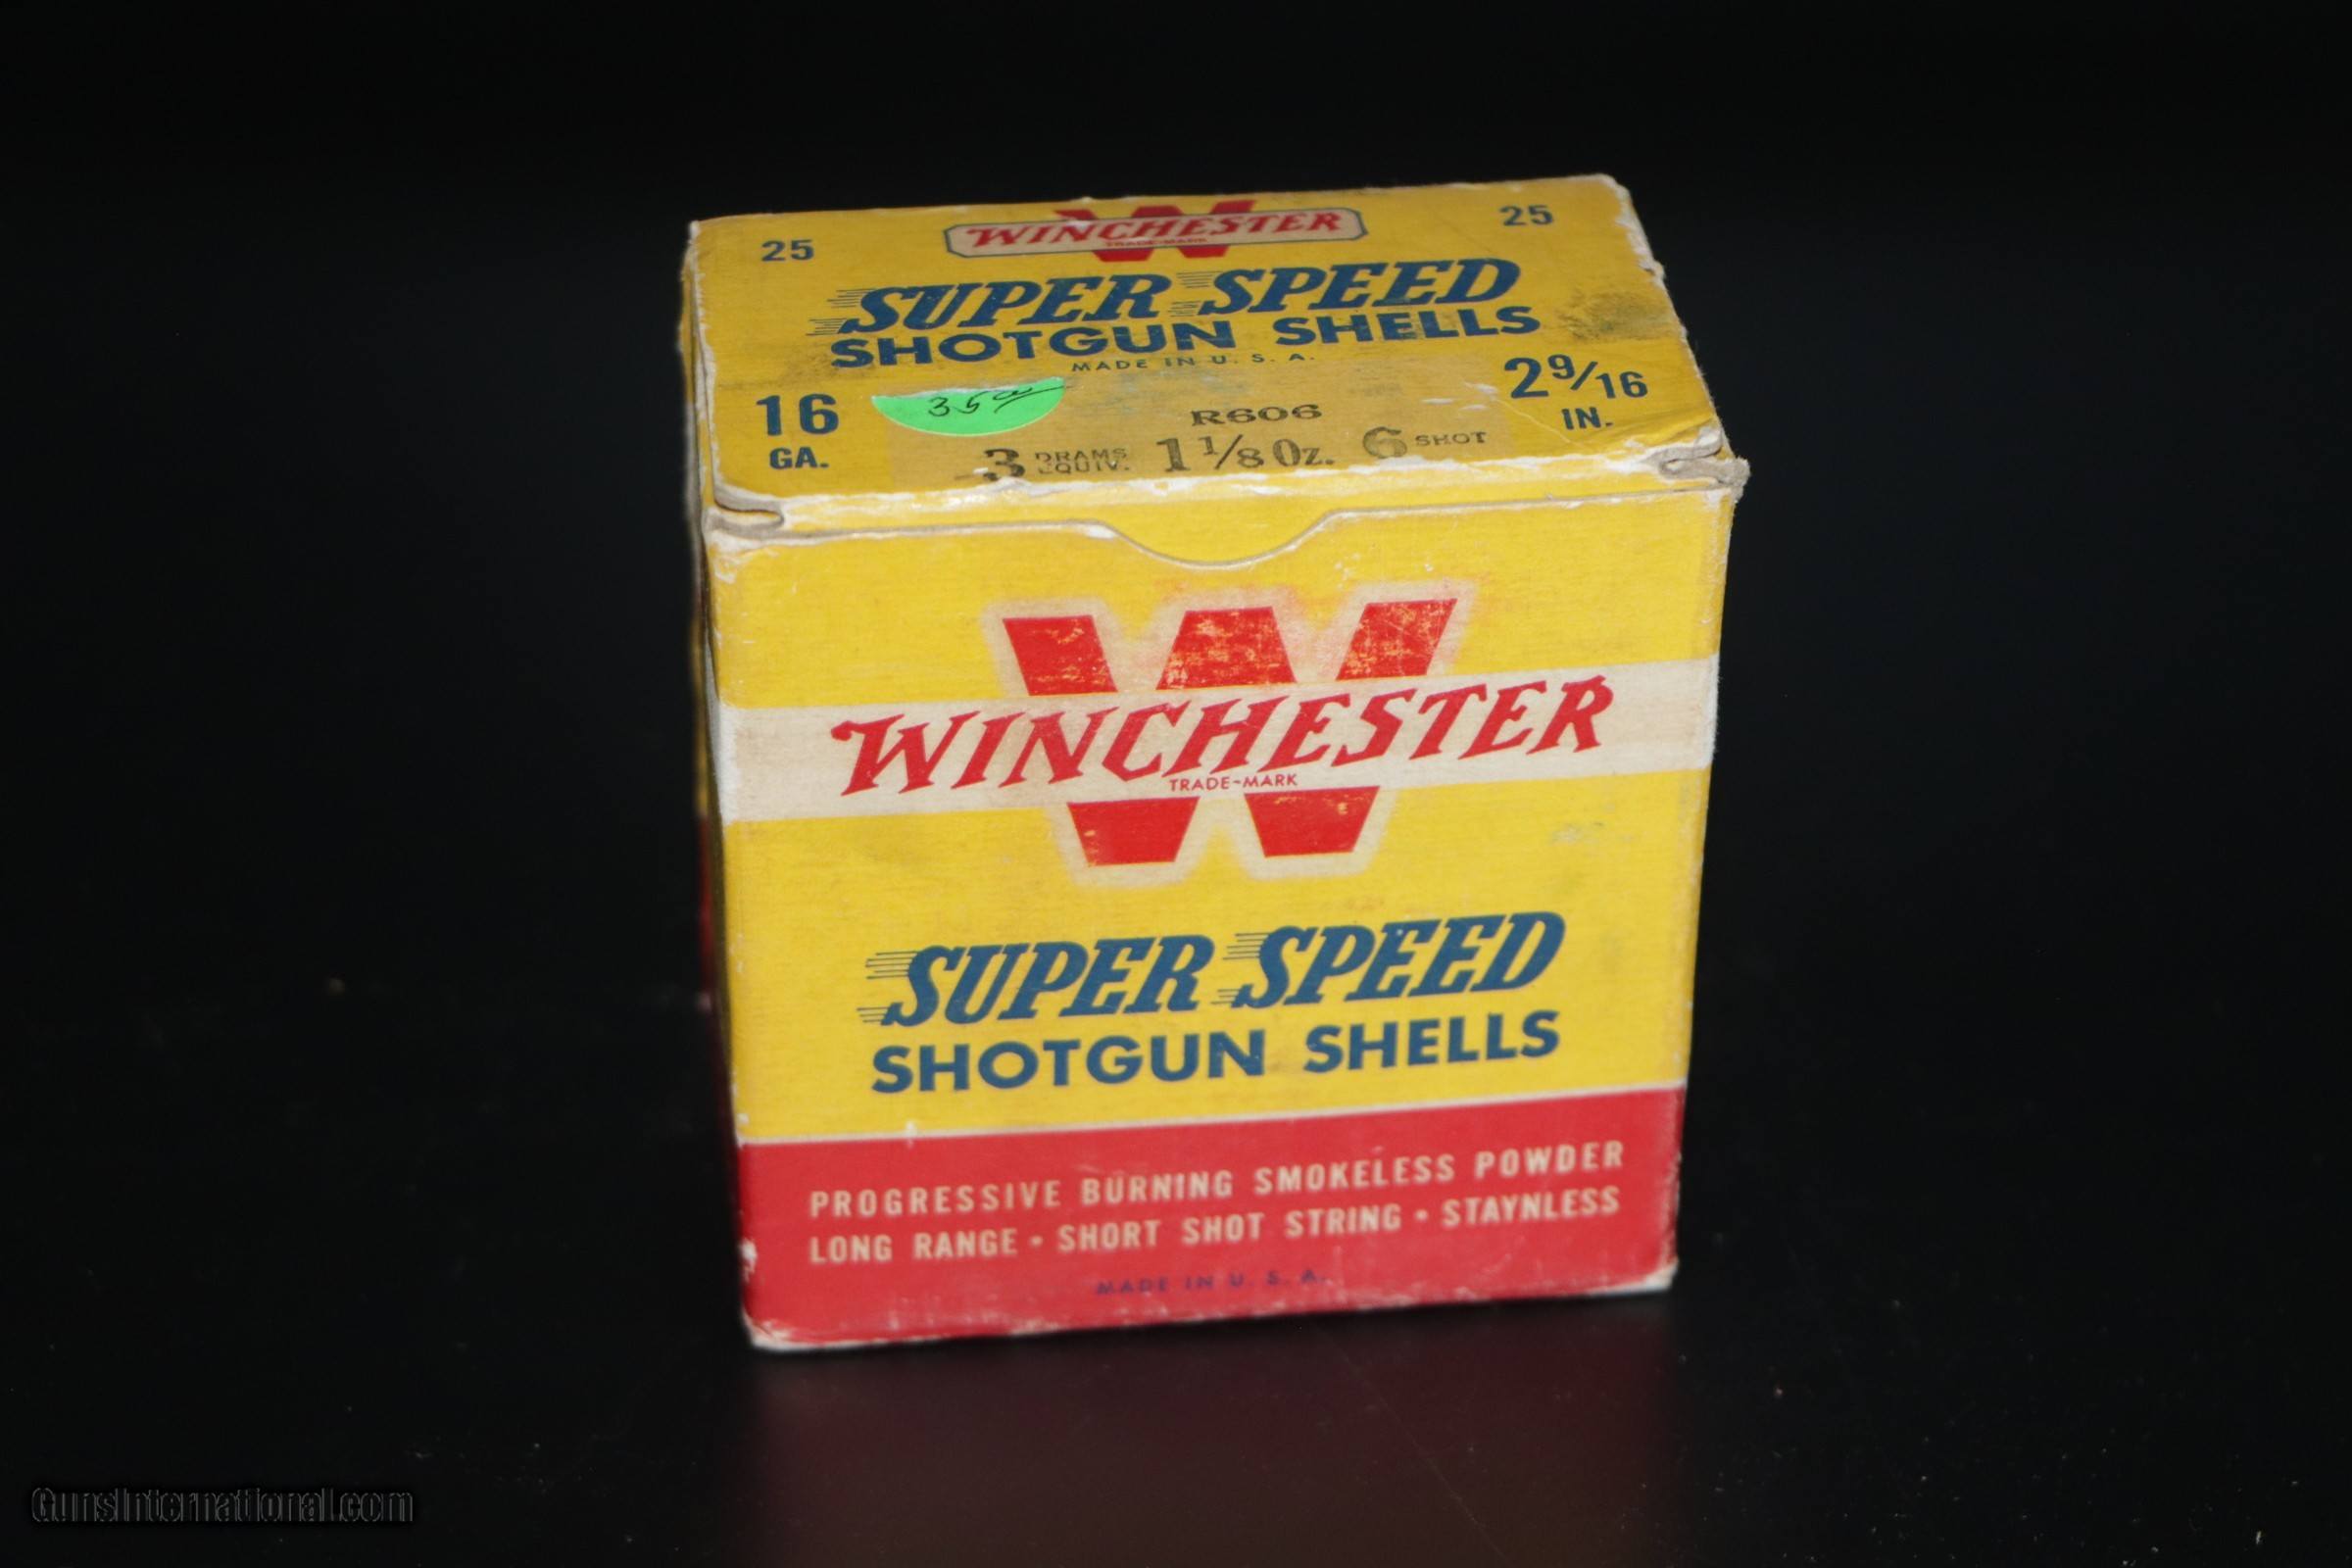 25 WINCHESTER 25
TRADE-MARK
SUPER SPEED
SHOTGUN SHELLS
MADE IN U. S. A.
16
GA.
35
R606
3 DRAMS EQUIV. 1 1/8 Oz. 6 SHOT
2 9/16
IN.
WINCHESTER
TRADE-MARK
SUPER SPEED
SHOTGUN SHELLS
PROGRESSIVE BURNING SMOKELESS POWDER
LONG RANGE • SHORT SHOT STRING • STAYNLESS
MADE IN U. S. A.
GunsInternational.com